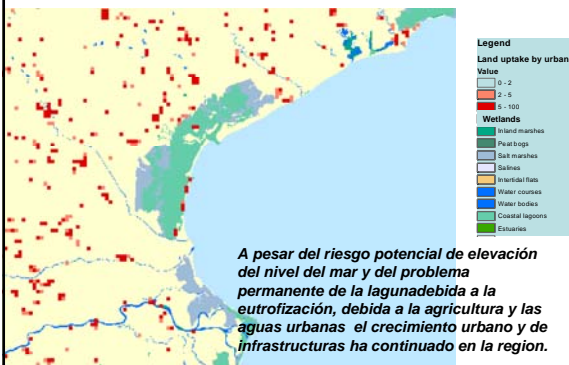 Legend
Land uptake by urban
Value
0 - 2
2 - 5
5 - 100
Wetlands
Inland marshes
Peat bogs
Salt marshes
Salines
Intertidal flats
Water courses
Water bodies
Coastal lagoons
Estuaries
A pesar del riesgo potencial de elevación
del nivel del mar y del problema
permanente de la lagunadebida a la
eutrofización, debida a la agricultura y las
aguas urbanas el crecimiento urbano y de
infrastructuras ha continuado en la region.